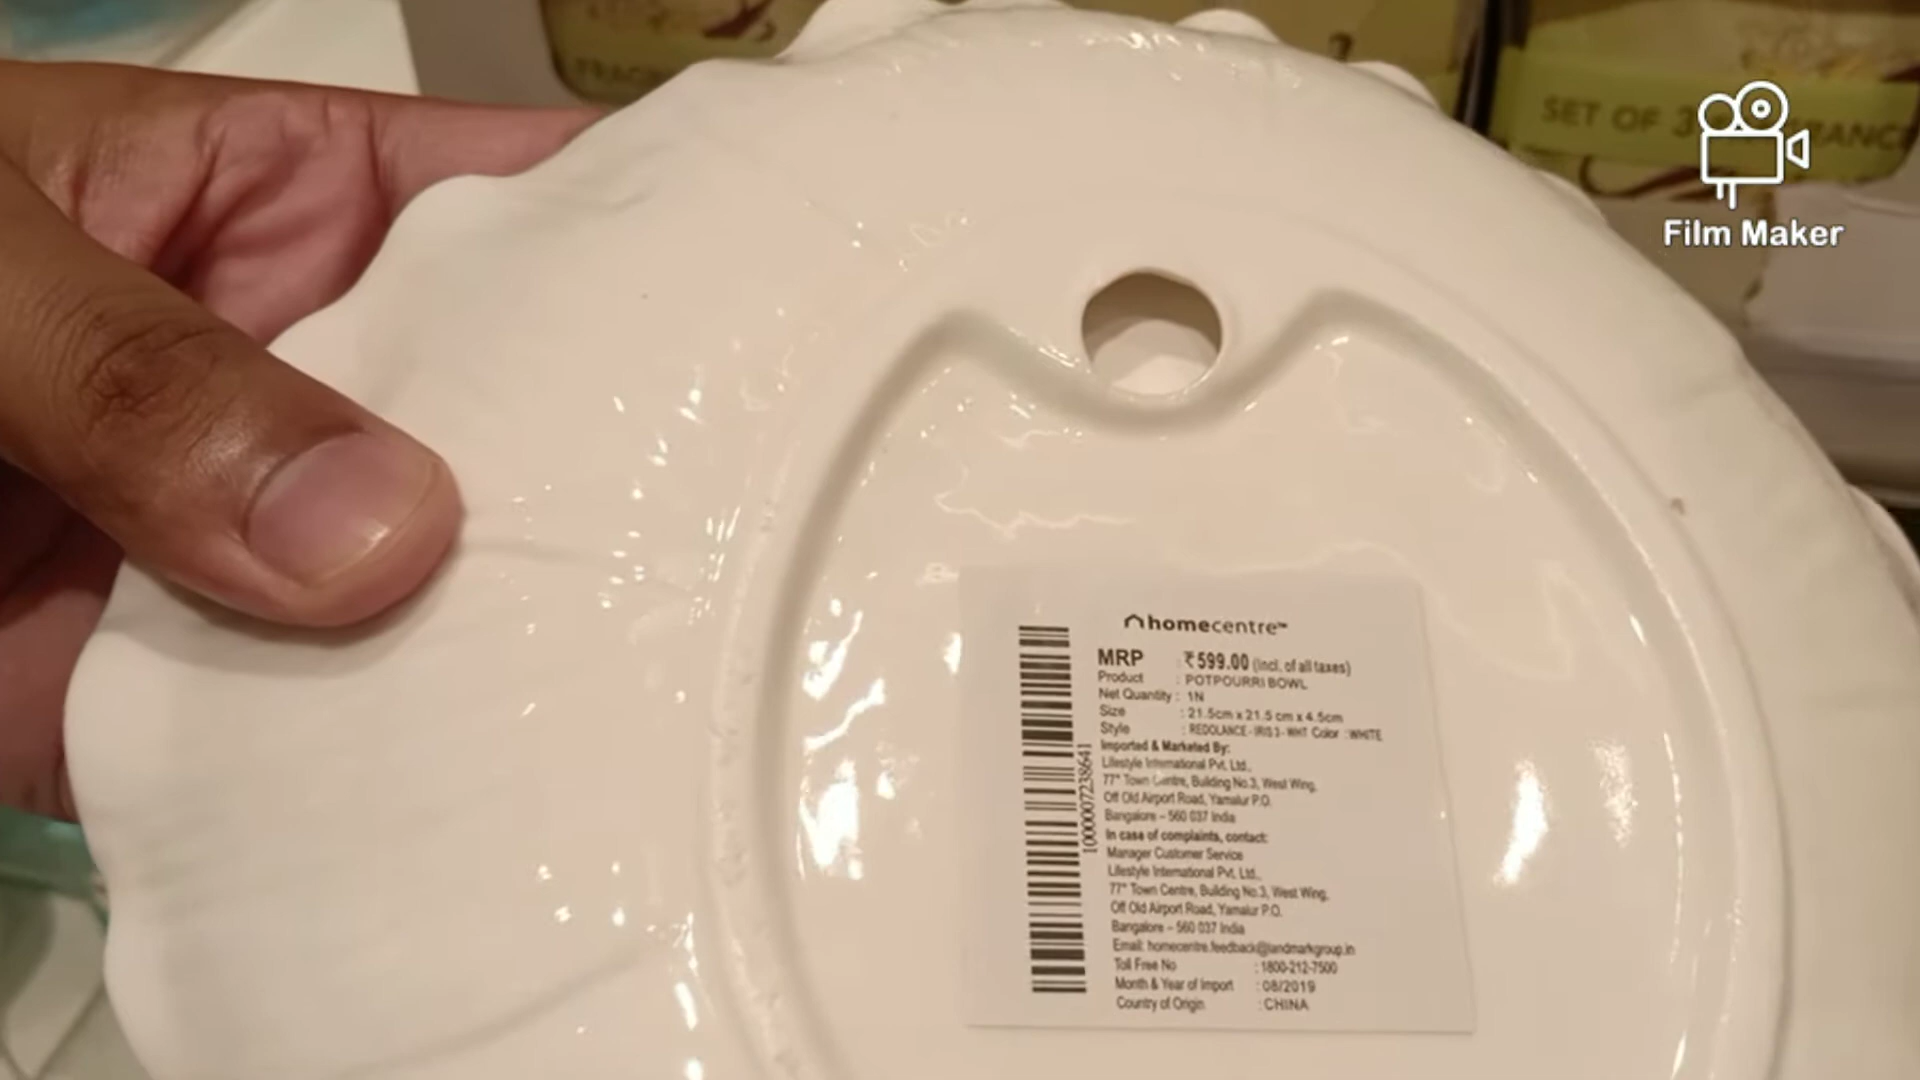 FRAG
SET OF 3
Film Maker
homecentre™
MRP : ₹599.00 (Incl. of all taxes)
Product : POTPOURRI BOWL
Net Quantity : 1N
Size : 21.5cm x 21.5 cm x 4.5cm
Style : REDOLANCE - IRIS 3 - WHT Color : WHITE
Imported & Marketed By:
Lifestyle International Pvt. Ltd.,
77° Town Centre, Building No.3, West Wing,
Off Old Airport Road, Yamalur P.O.
Bangalore – 560 037 India
In case of complaints, contact:
Manager Customer Service
Lifestyle International Pvt. Ltd.,
77° Town Centre, Building No.3, West Wing,
Off Old Airport Road, Yamalur P.O.
Bangalore – 560 037 India
Email: homecentre.feedback@landmarkgroup.in
Toll Free No : 1800-212-7500
Month & Year of Import : 08/2019
Country of Origin : CHINA
1000007238641